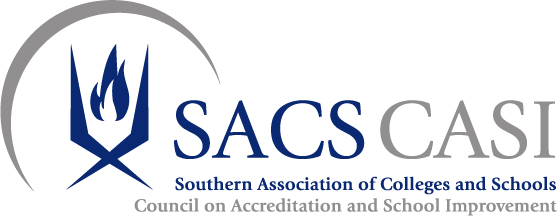 SACS CASI
Southern Association of Colleges and Schools
Council on Accreditation and School Improvement